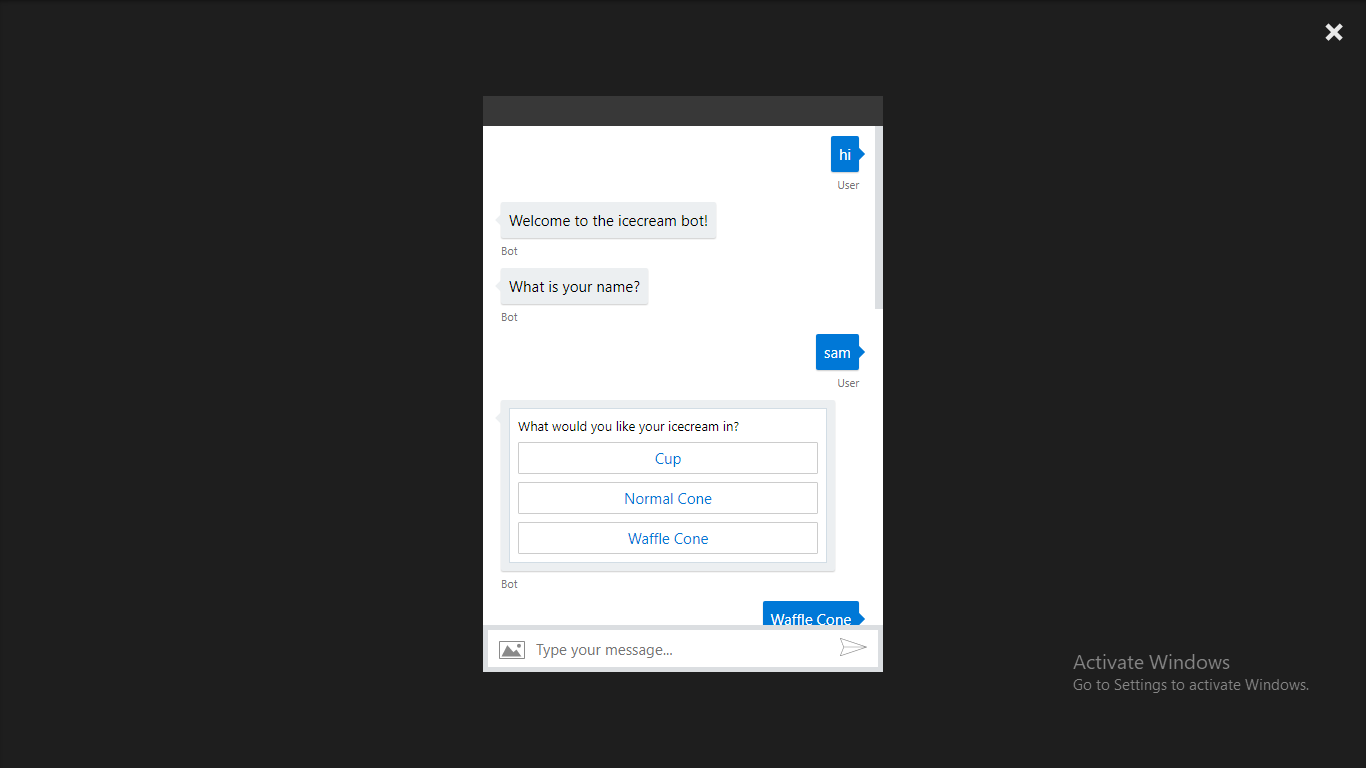 hi
User
Welcome to the icecream bot!
Bot
What is your name?
Bot
sam
User
What would you like your icecream in?
Cup
Normal Cone
Waffle Cone
Bot
Waffle Cone
Type your message...
Activate Windows
Go to Settings to activate Windows.